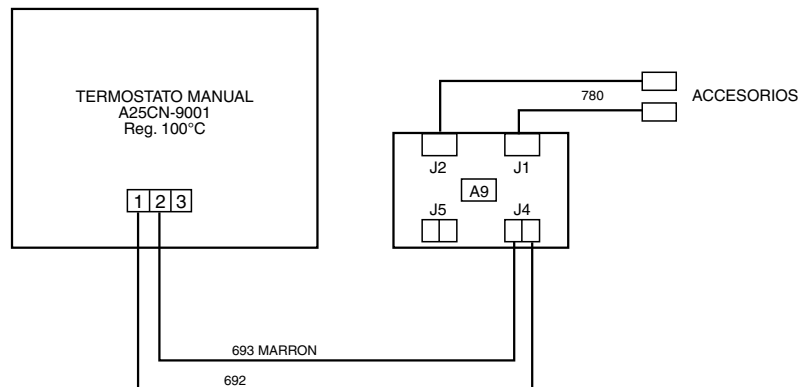 TERMOSTATO MANUAL
A25CN-9001
Reg. 100°C
1 2 3
780
ACCESORIOS
J2 J1
A9
J5 J4
693 MARRON
692